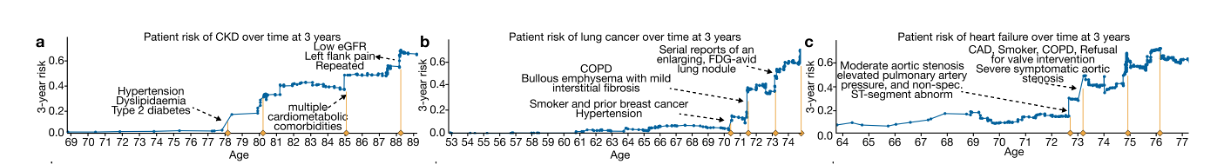 a
Patient risk of CKD over time at 3 years
3-year risk
0.6
0.4
0.2
0.0
Low eGFR
Left flank pain
Repeated
Hypertension
Dyslipidaemia
Type 2 diabetes
multiple
cardiometabolic
comorbidities
69 70 71 72 73 74 75 76 77 78 79 80 81 82 83 84 85 86 87 88 89
Age
b
Patient risk of lung cancer over time at 3 years
3-year risk
0.6
0.4
0.2
0.0
Serial reports of an
enlarging, FDG-avid
lung nodule
COPD
Bullous emphysema with mild
interstitial fibrosis
Smoker and prior breast cancer
Hypertension
53 54 55 56 57 58 59 60 61 62 63 64 65 66 67 68 69 70 71 72 73 74
Age
c
Patient risk of heart failure over time at 3 years
3-year risk
0.6
0.4
0.2
0.0
CAD, Smoker, COPD, Refusal
for valve intervention
Severe symptomatic aortic
stenosis
Moderate aortic stenosis
elevated pulmonary artery
pressure, and non-spec.
ST-segment abnorm
64 65 66 67 68 69 70 71 72 73 74 75 76 77
Age